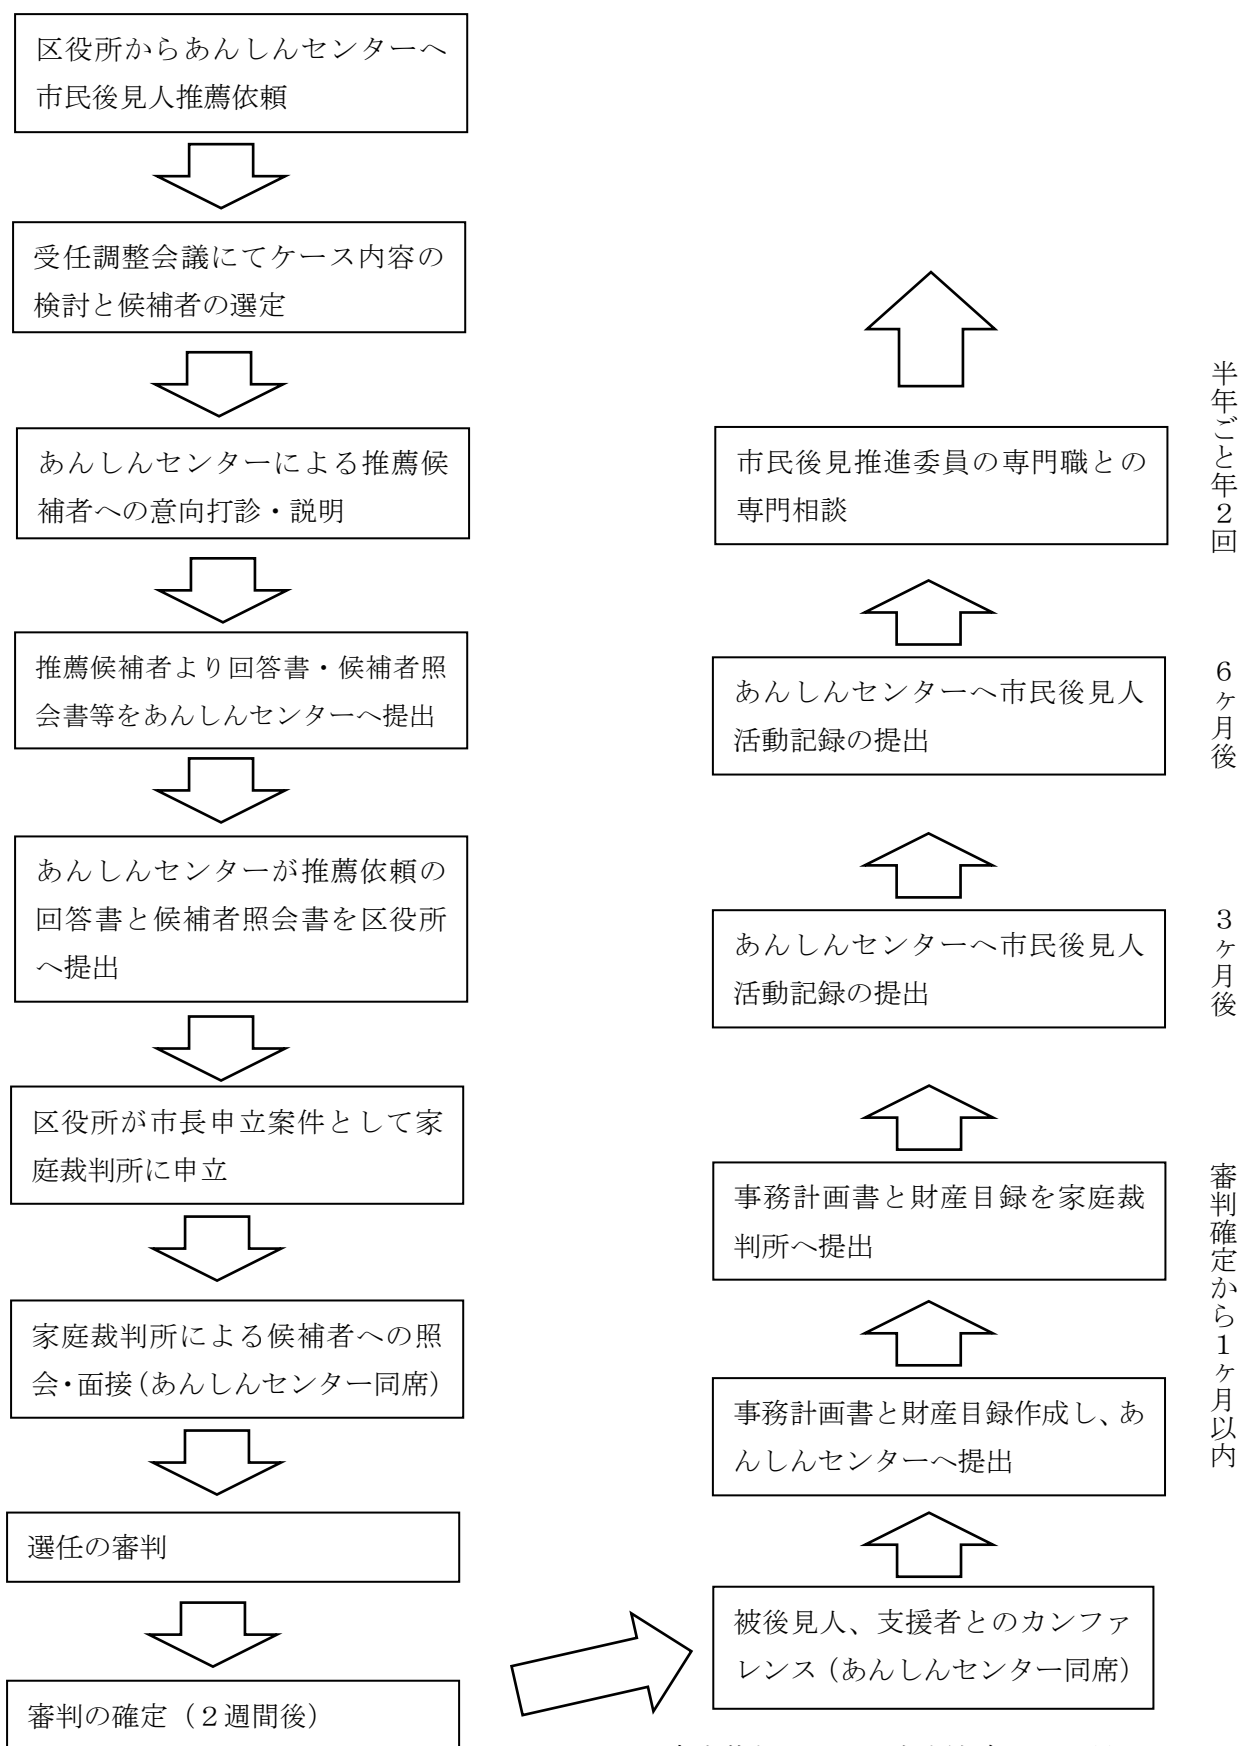 区役所からあんしんセンターへ
市民後見人推薦依頼
受任調整会議にてケース内容の
検討と候補者の選定
あんしんセンターによる推薦候
補者への意向打診・説明
推薦候補者より回答書・候補者照
会書等をあんしんセンターへ提出
あんしんセンターが推薦依頼の
回答書と候補者照会書を区役所
へ提出
区役所が市長申立案件として家
庭裁判所に申立
家庭裁判所による候補者への照
会・面接（あんしんセンター同席）
選任の審判
審判の確定（２週間後）
被後見人、支援者とのカンファ
レンス（あんしんセンター同席）
事務計画書と財産目録作成し、あ
んしんセンターへ提出
事務計画書と財産目録を家庭裁
判所へ提出
審判確定から１ヶ月以内
あんしんセンターへ市民後見人
活動記録の提出
３ヶ月後
あんしんセンターへ市民後見人
活動記録の提出
６ヶ月後
市民後見推進委員の専門職との
専門相談
半年ごと年２回